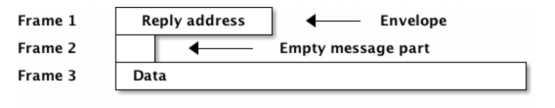 Frame 1 Reply address Envelope
Frame 2 Empty message part
Frame 3 Data